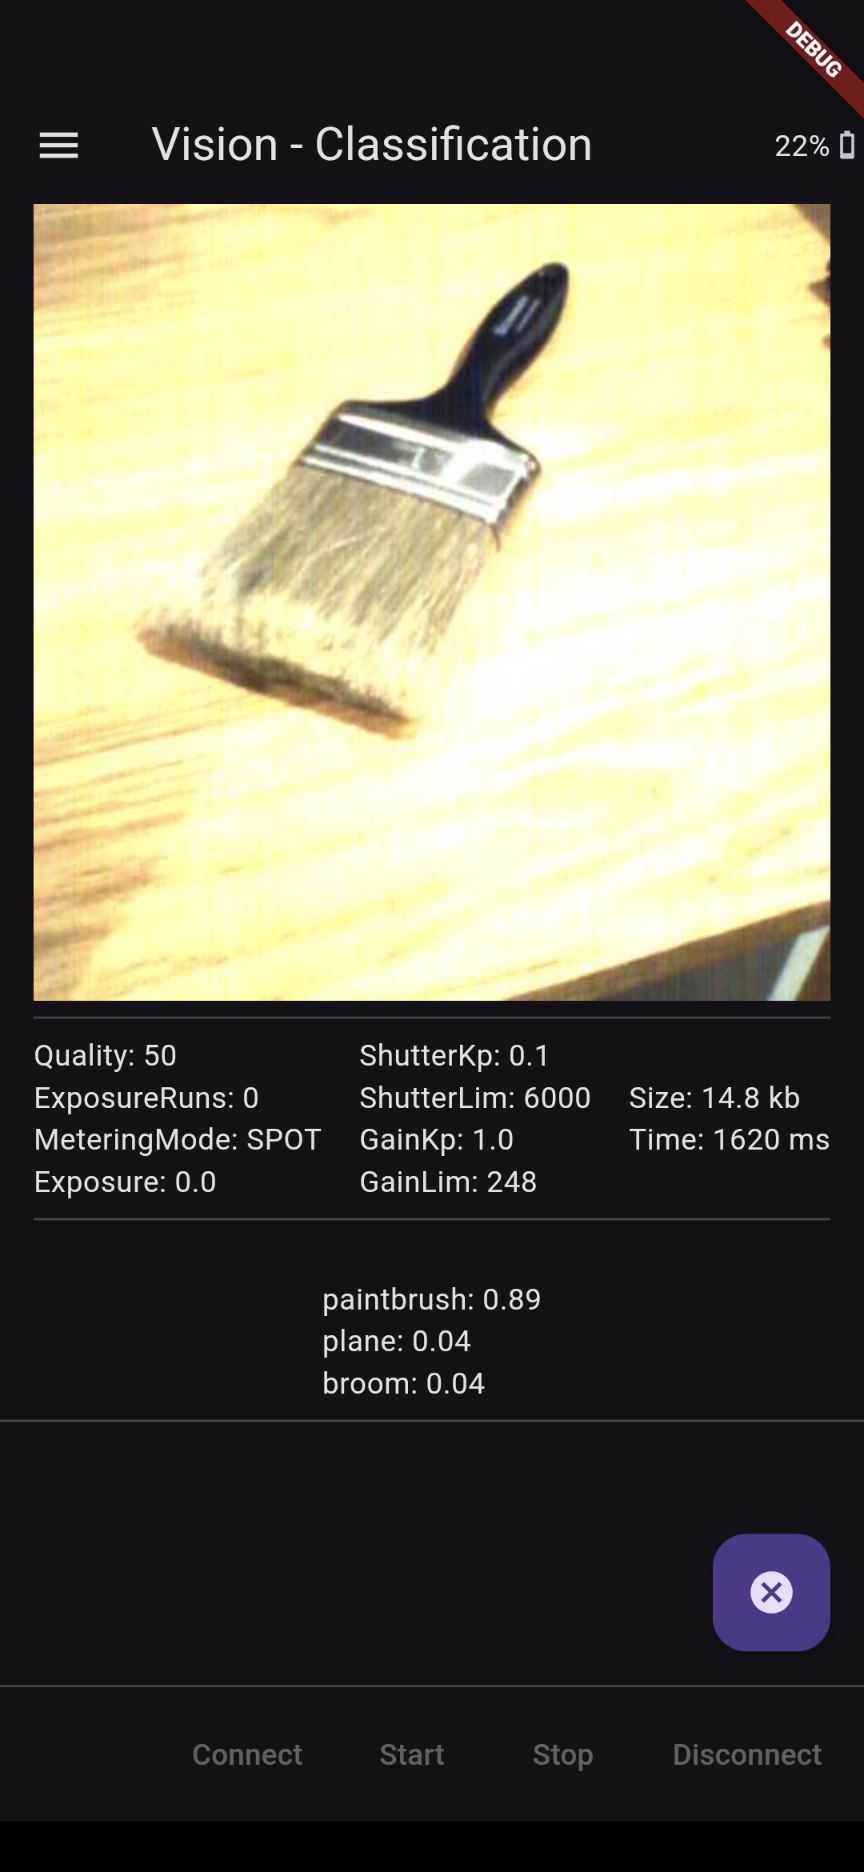 DEBUG
Vision - Classification
22%
Quality: 50
ExposureRuns: 0
MeteringMode: SPOT
Exposure: 0.0
ShutterKp: 0.1
ShutterLim: 6000
GainKp: 1.0
GainLim: 248
Size: 14.8 kb
Time: 1620 ms
paintbrush: 0.89
plane: 0.04
broom: 0.04
Connect Start Stop Disconnect